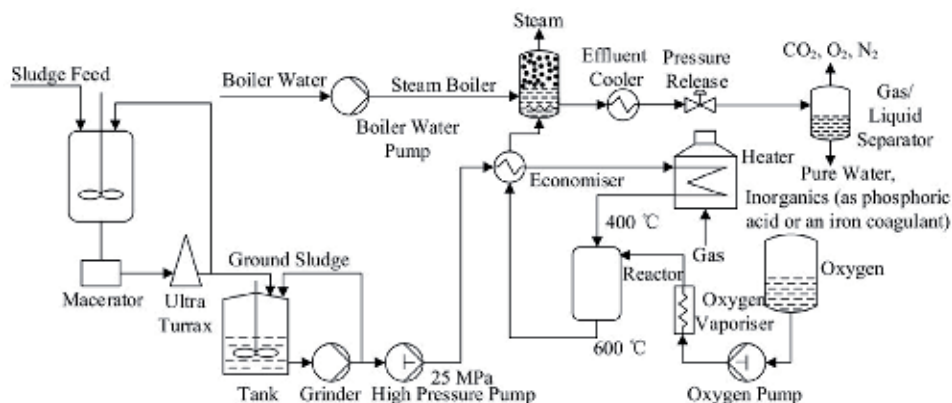 Steam
CO₂, O₂, N₂
Sludge Feed
Boiler Water
Steam Boiler
Effluent
Cooler
Pressure
Release
Gas/
Liquid
Separator
Boiler Water
Pump
Economiser
Heater
Pure Water,
Inorganics (as phosphoric
acid or an iron coagulant)
400 ℃
Gas
Ground Sludge
Reactor
Oxygen
Macerator
Ultra
Turrax
Oxygen
Vaporiser
600 ℃
25 MPa
Tank
Grinder
High Pressure Pump
Oxygen Pump